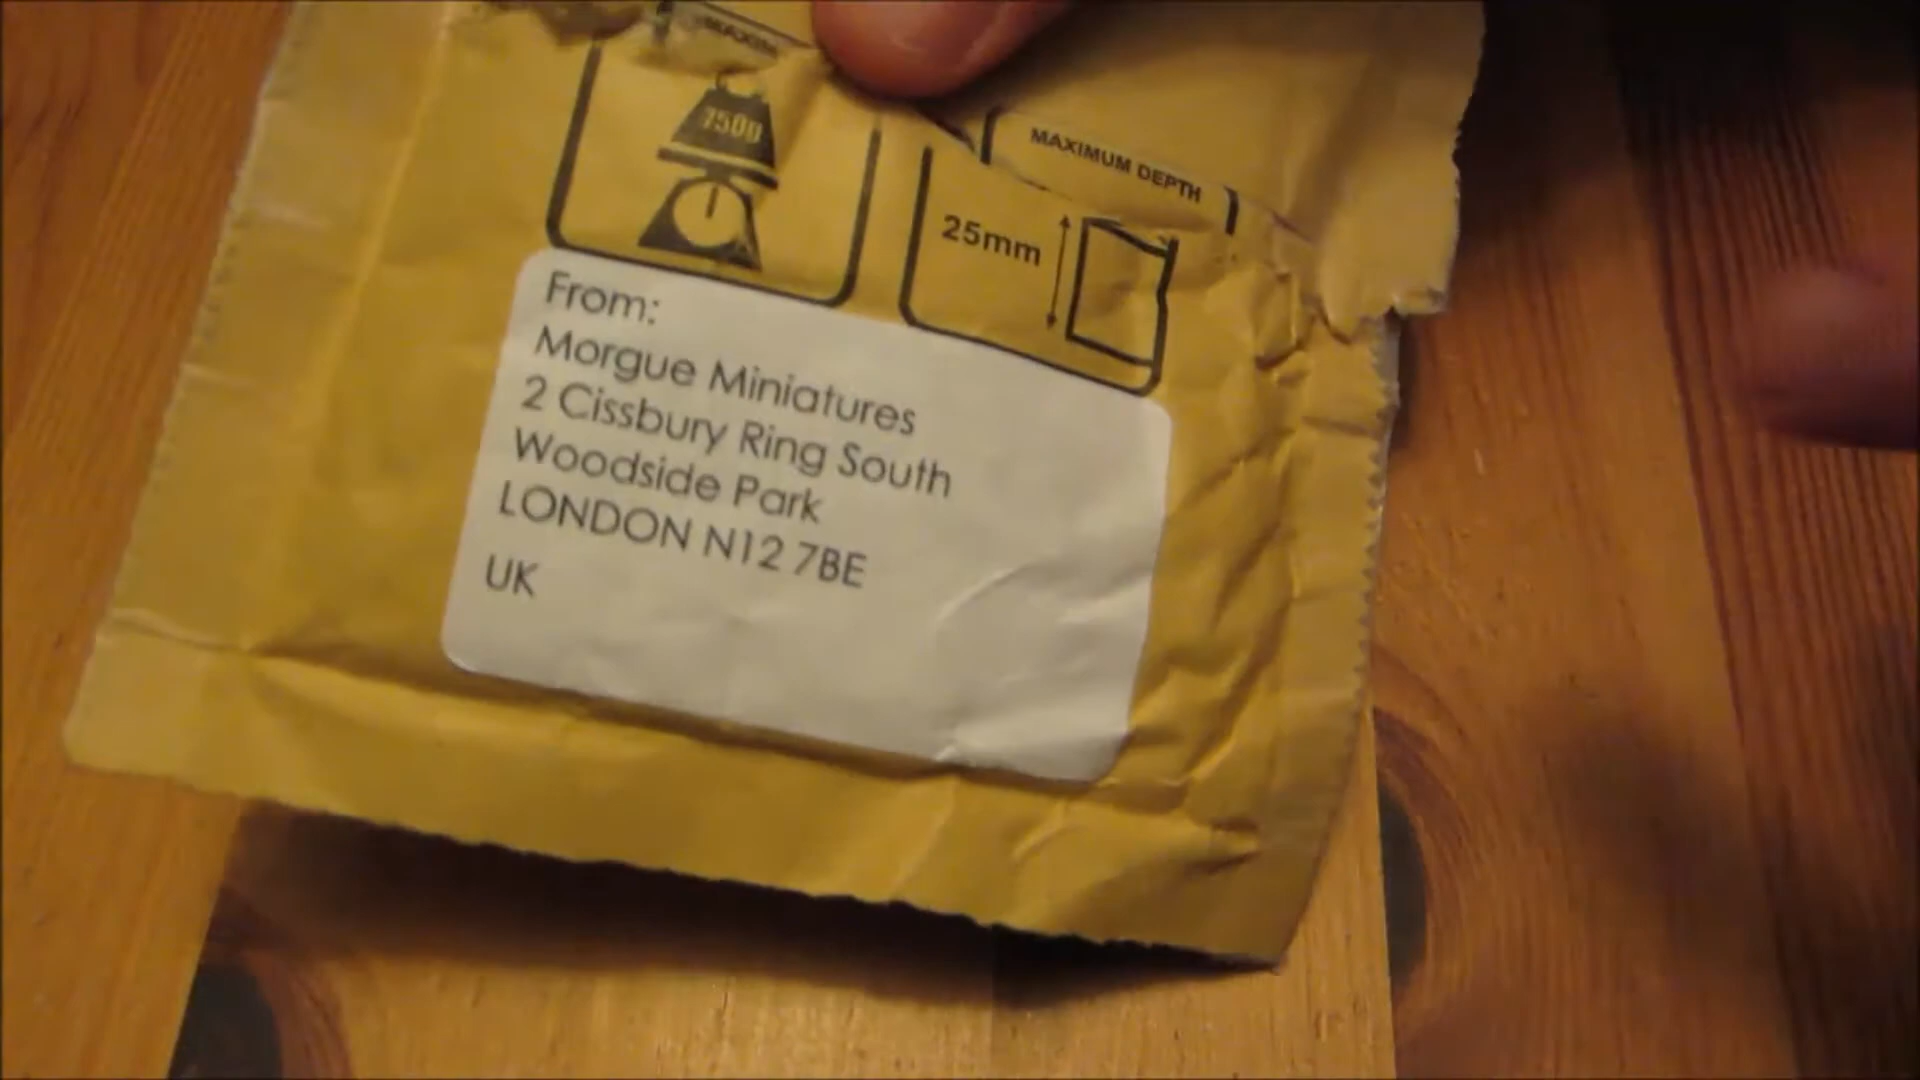 750g
MAXIMUM DEPTH
25mm
From:
Morgue Miniatures
2 Cissbury Ring South
Woodside Park
LONDON N12 7BE
UK